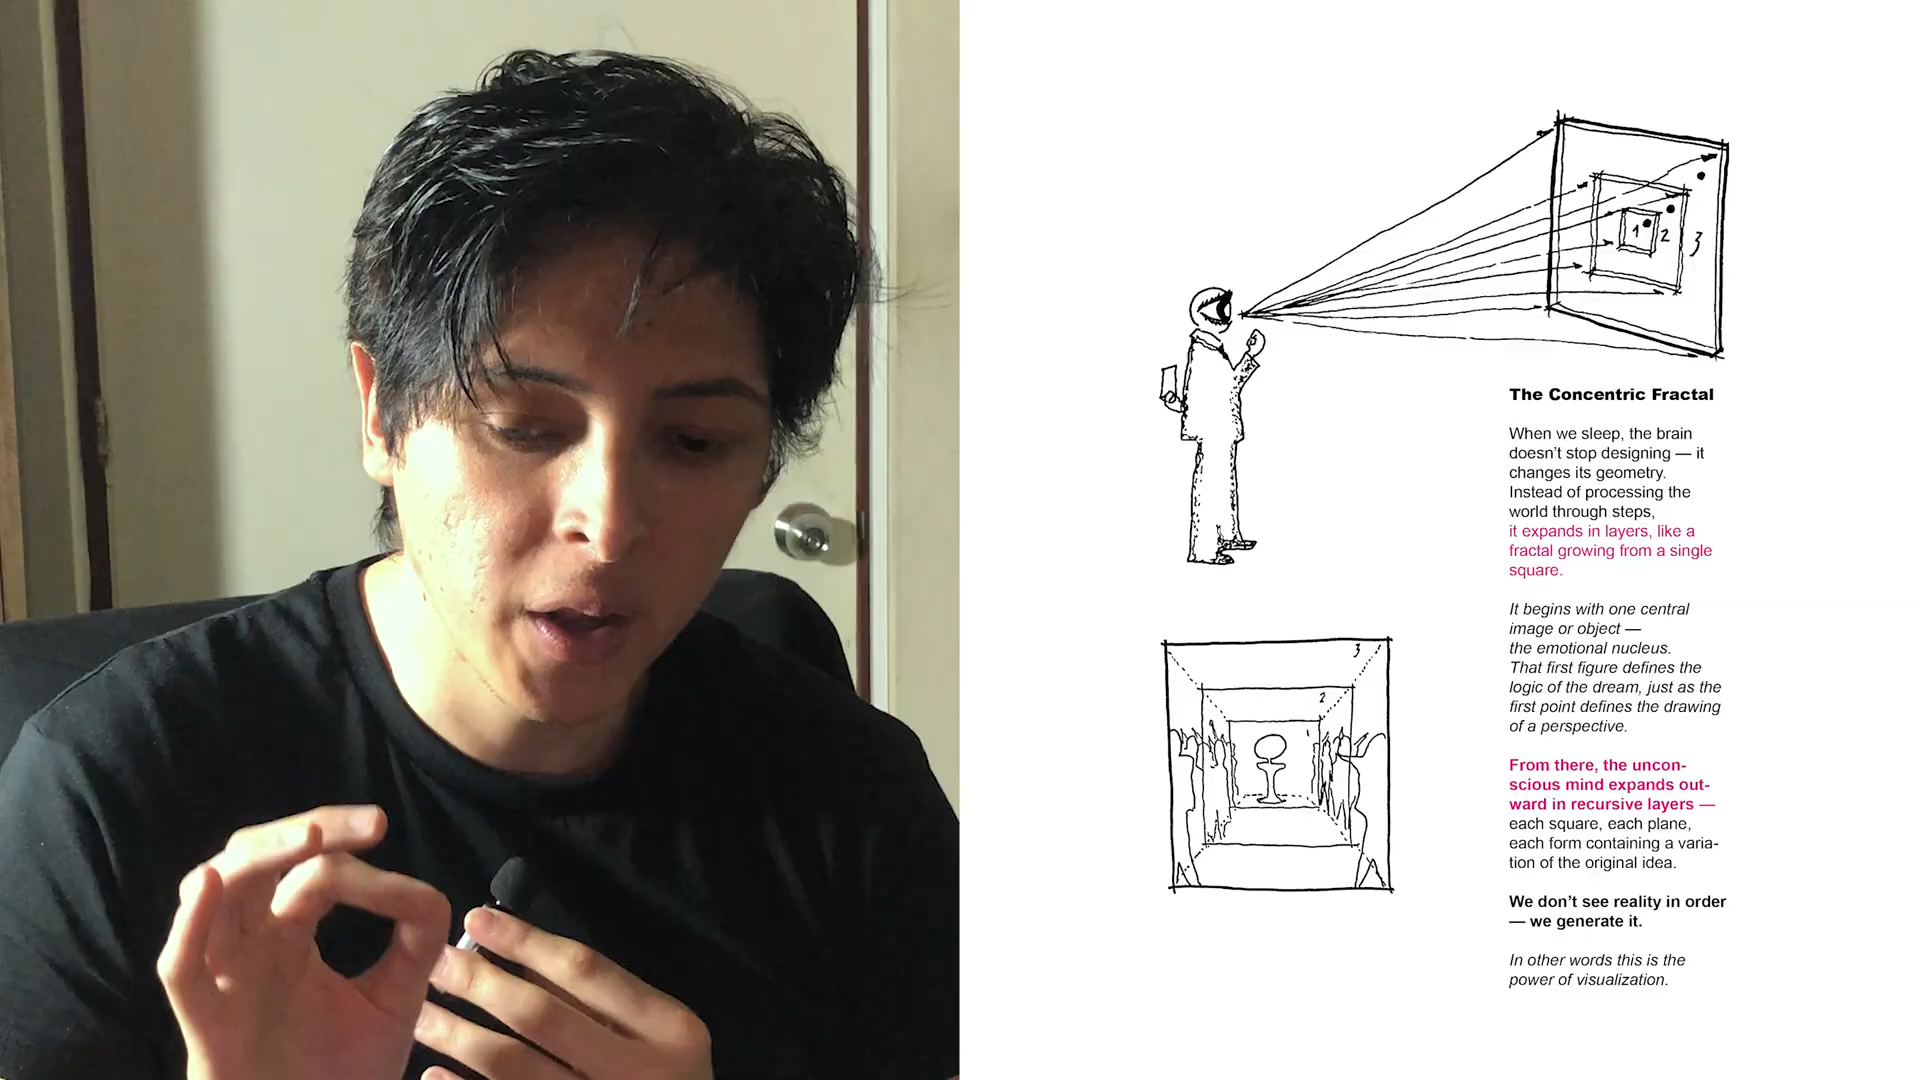 1
2
3
The Concentric Fractal
When we sleep, the brain
doesn't stop designing — it
changes its geometry.
Instead of processing the
world through steps,
it expands in layers, like a
fractal growing from a single
square.
It begins with one central
image or object —
the emotional nucleus.
That first figure defines the
logic of the dream, just as the
first point defines the drawing
of a perspective.
From there, the uncon-
scious mind expands out-
ward in recursive layers —
each square, each plane,
each form containing a varia-
tion of the original idea.
We don't see reality in order
— we generate it.
In other words this is the
power of visualization.
3
2
1